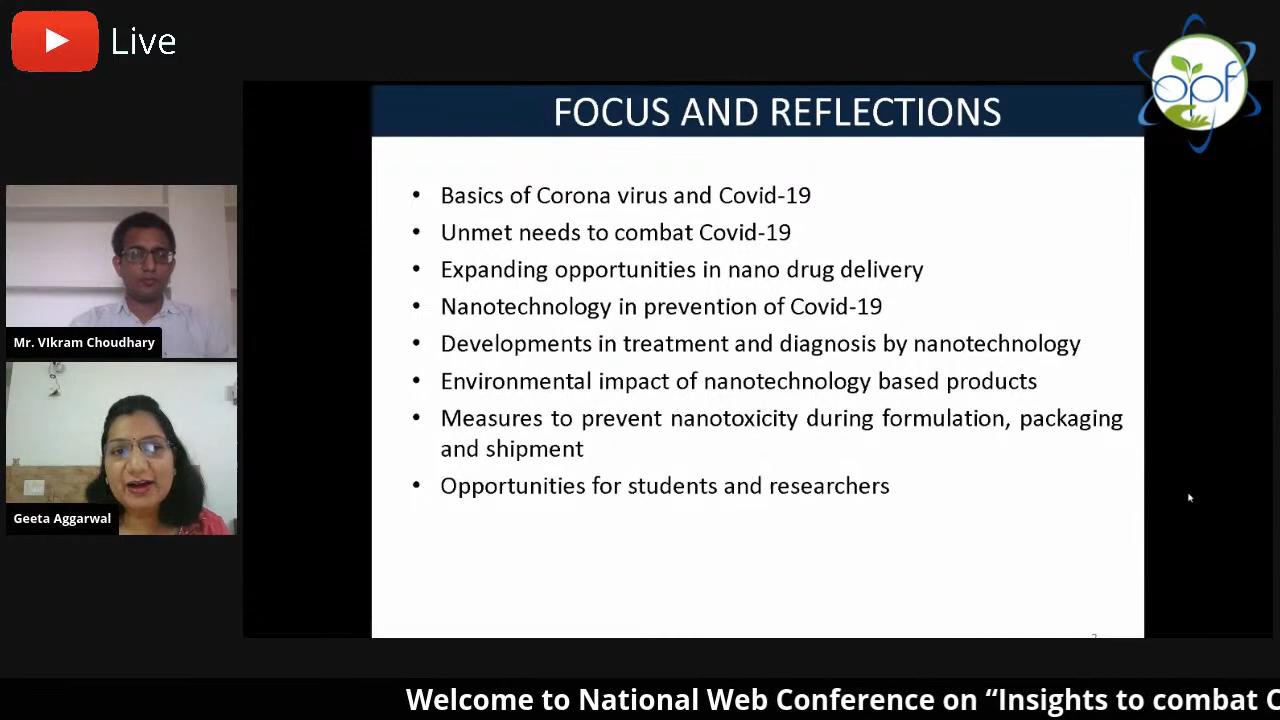 Live
opf
FOCUS AND REFLECTIONS
• Basics of Corona virus and Covid-19
• Unmet needs to combat Covid-19
• Expanding opportunities in nano drug delivery
• Nanotechnology in prevention of Covid-19
• Developments in treatment and diagnosis by nanotechnology
• Environmental impact of nanotechnology based products
• Measures to prevent nanotoxicity during formulation, packaging
and shipment
• Opportunities for students and researchers
Mr. VIkram Choudhary
Geeta Aggarwal
Welcome to National Web Conference on “Insights to combat C